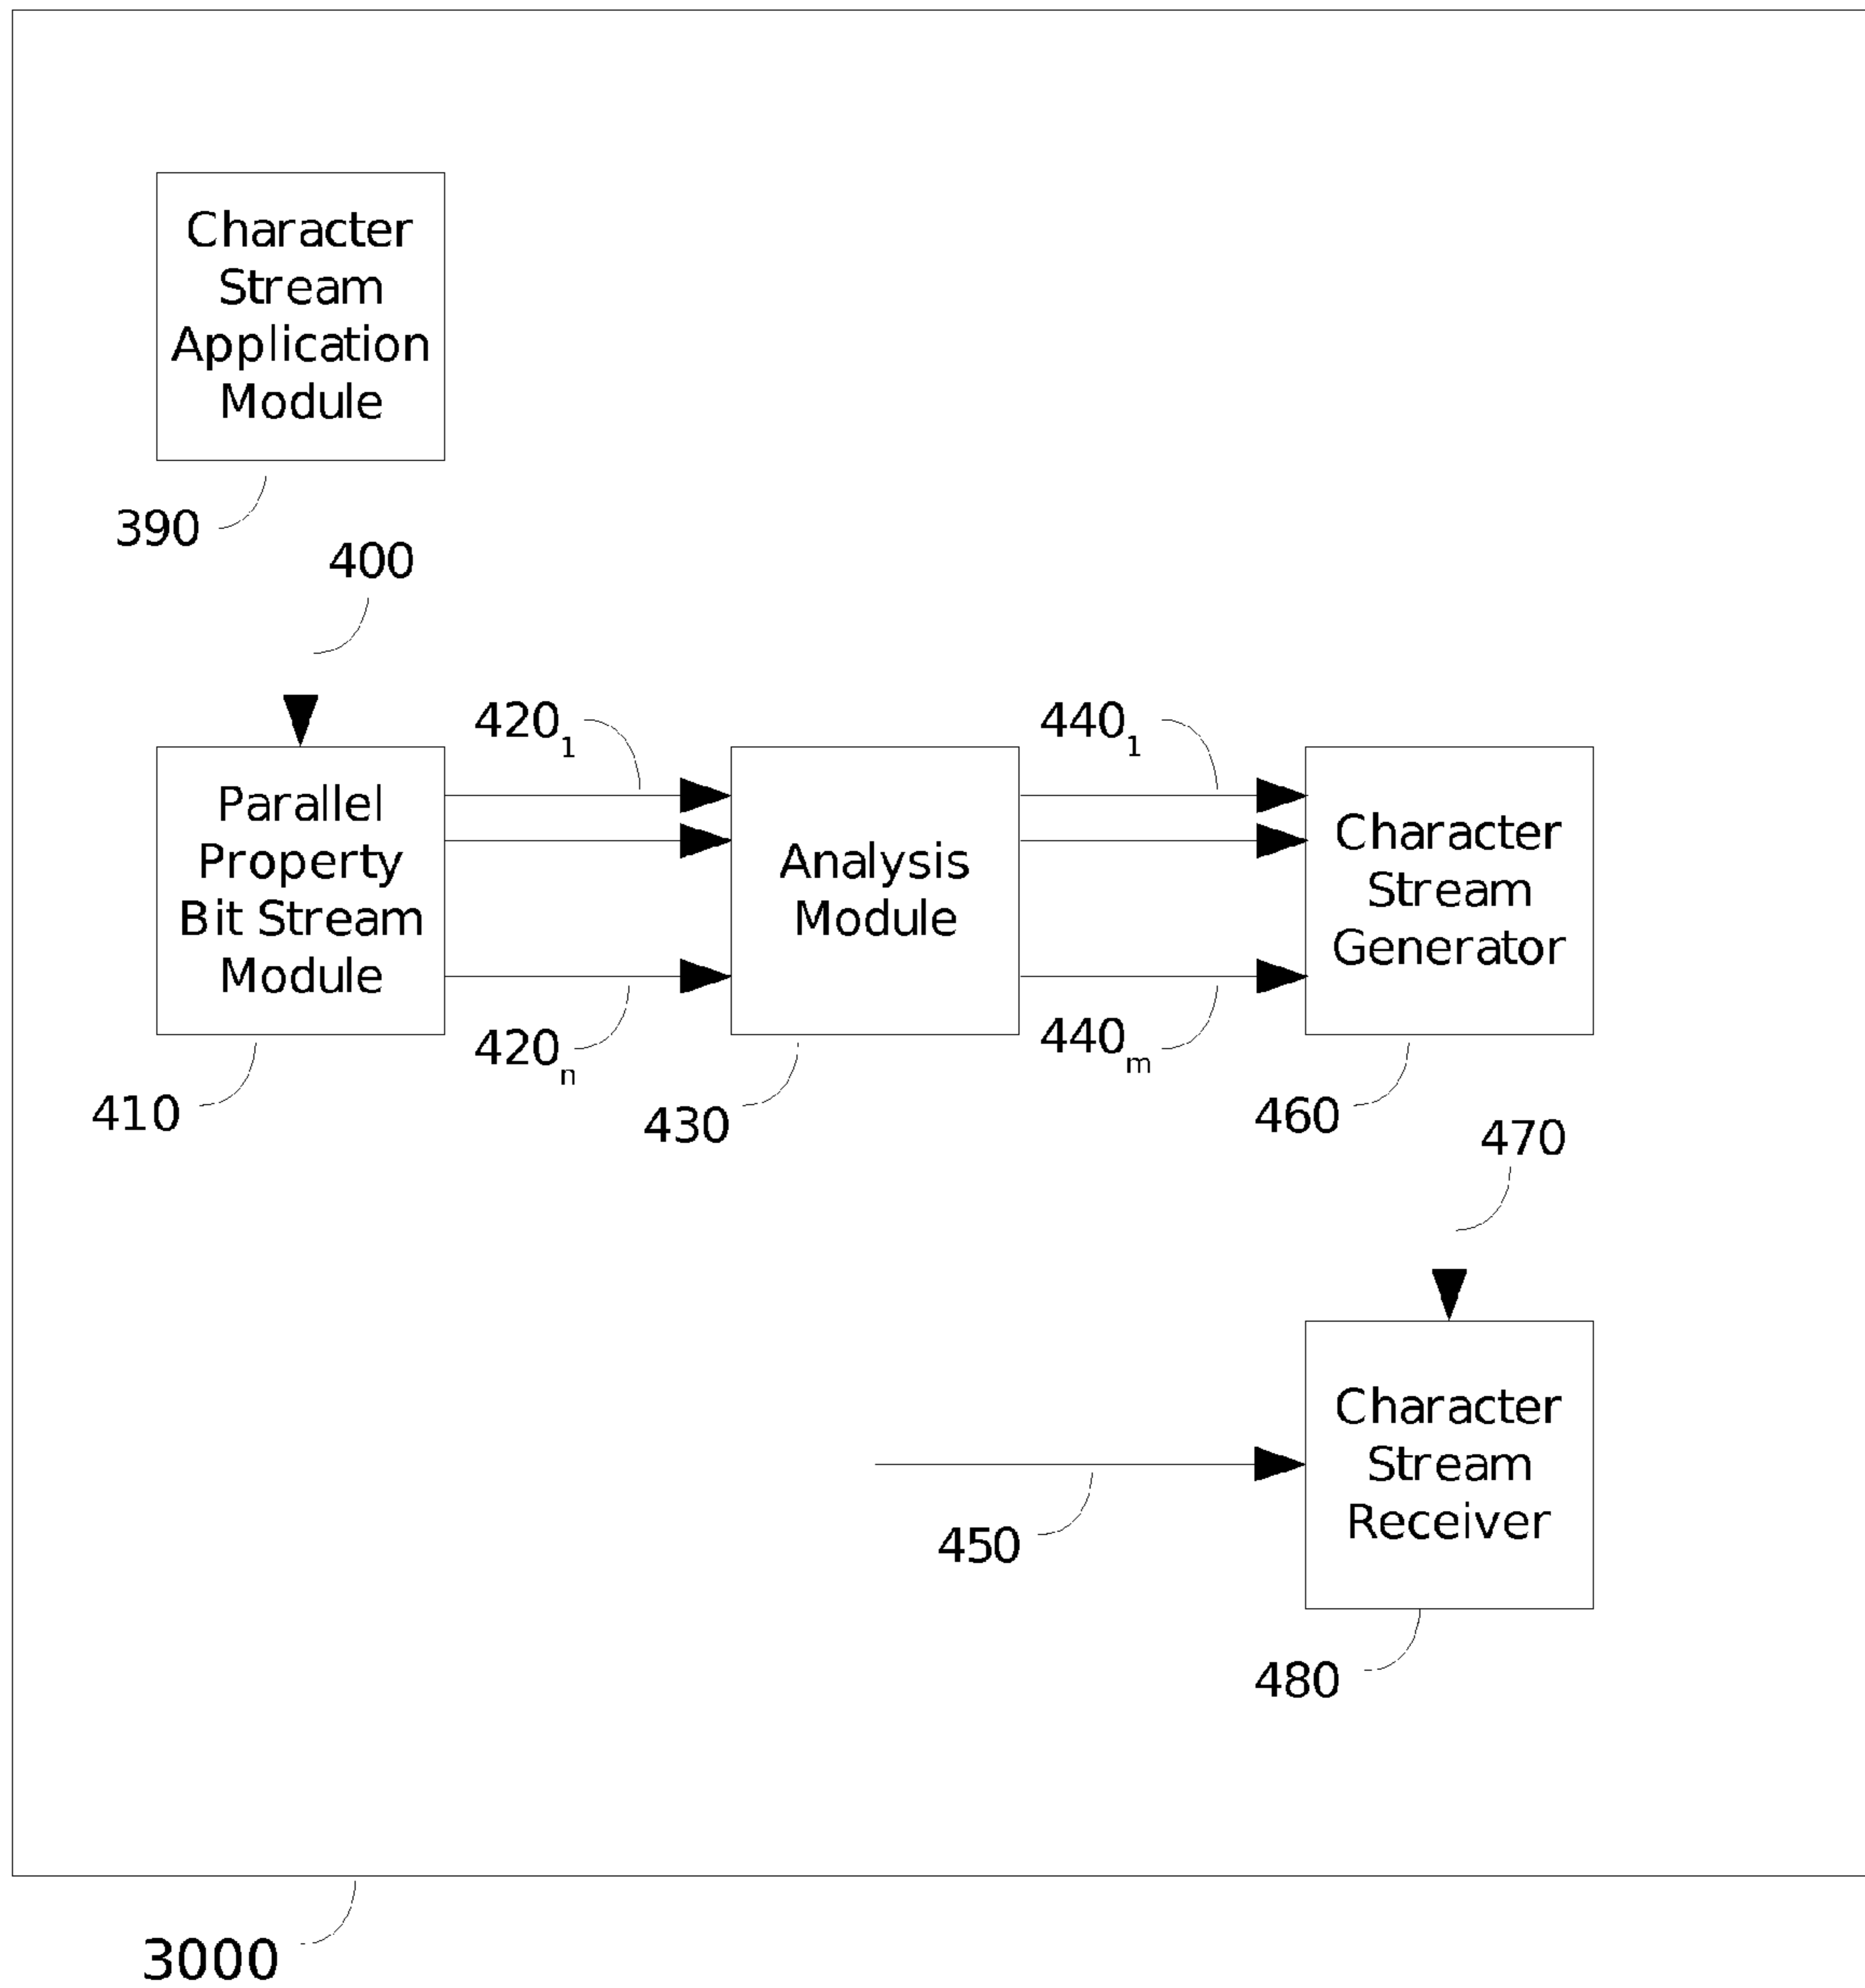 Character
Stream
Application
Module
390
400
420₁
440₁
Parallel
Property
Bit Stream
Module
Analysis
Module
Character
Stream
Generator
420ₙ
440ₘ
410
430
460
470
Character
Stream
Receiver
450
480
3000